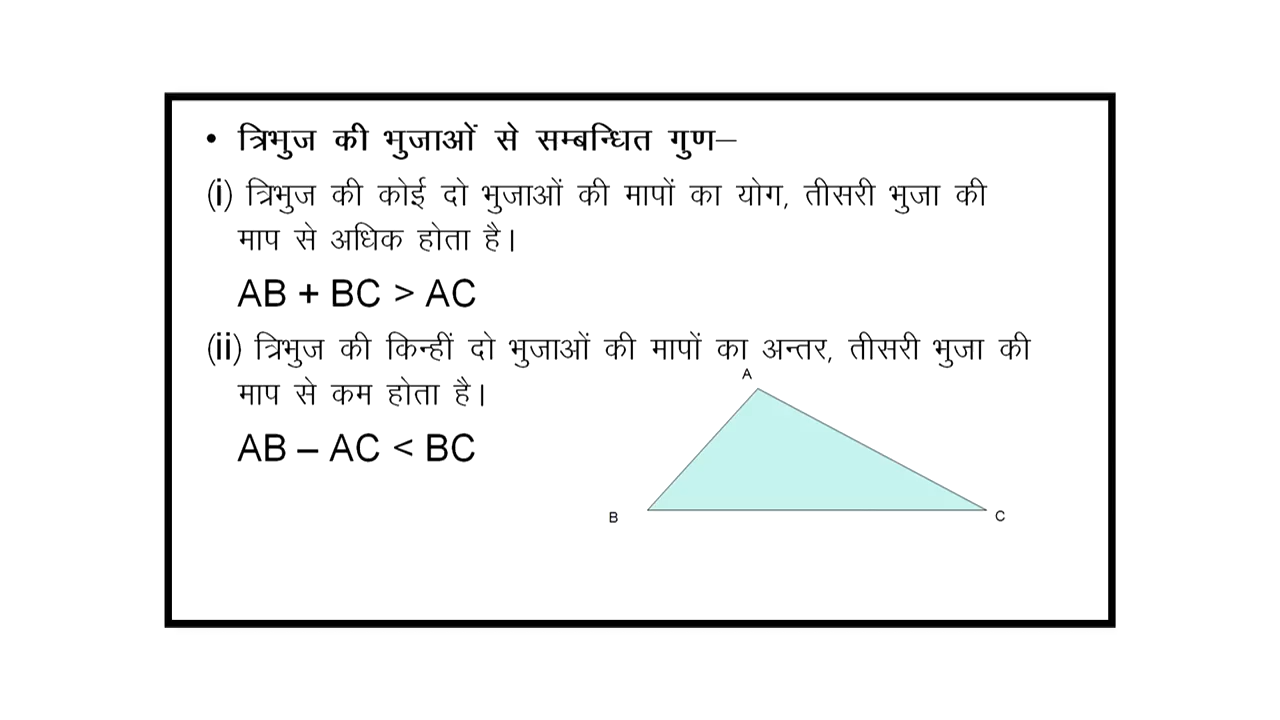 • त्रिभुज की भुजाओं से सम्बन्धित गुण–
(i) त्रिभुज की कोई दो भुजाओं की मापों का योग, तीसरी भुजा की
माप से अधिक होता है।
AB + BC > AC
(ii) त्रिभुज की किन्हीं दो भुजाओं की मापों का अन्तर, तीसरी भुजा की
माप से कम होता है।
AB – AC < BC
A
B
C